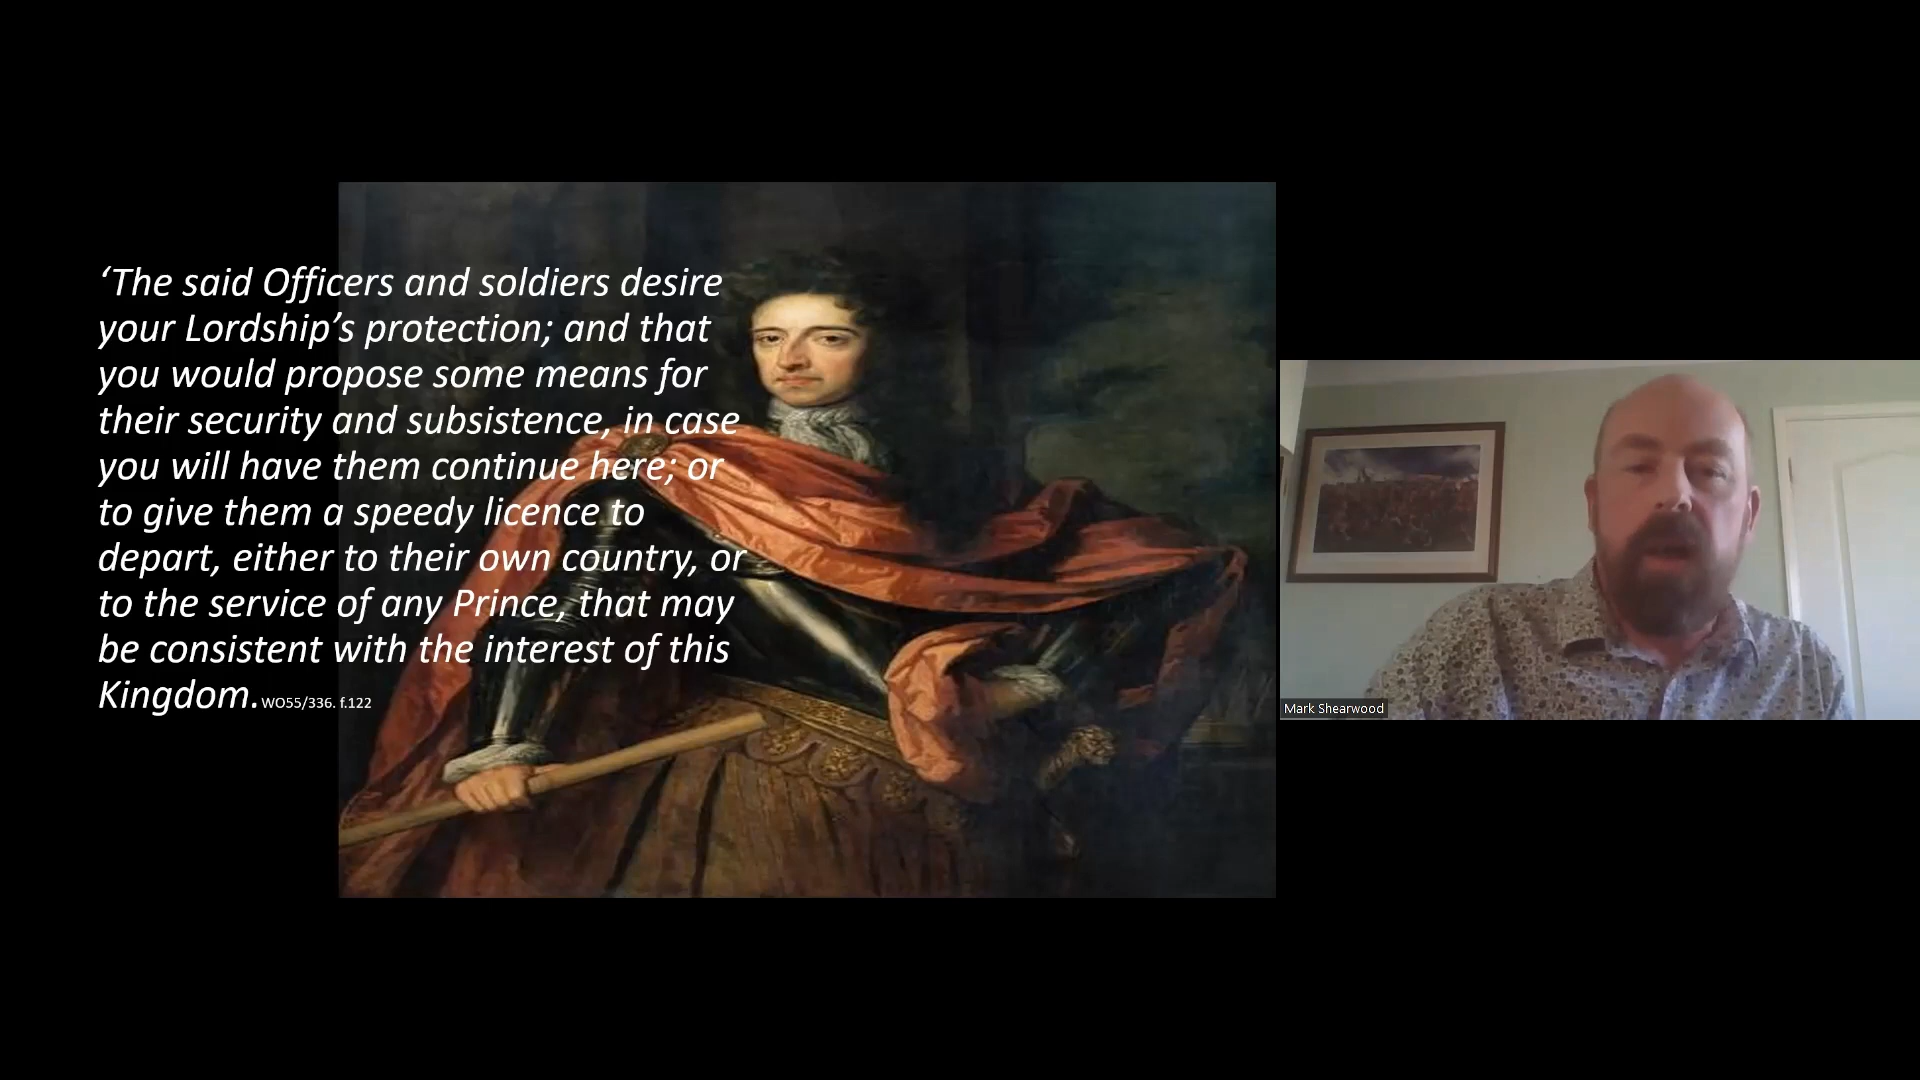 ‘The said Officers and soldiers desire
your Lordship’s protection; and that
you would propose some means for
their security and subsistence, in case
you will have them continue here; or
to give them a speedy licence to
depart, either to their own country, or
to the service of any Prince, that may
be consistent with the interest of this
Kingdom. WO55/336. f.122
Mark Shearwood